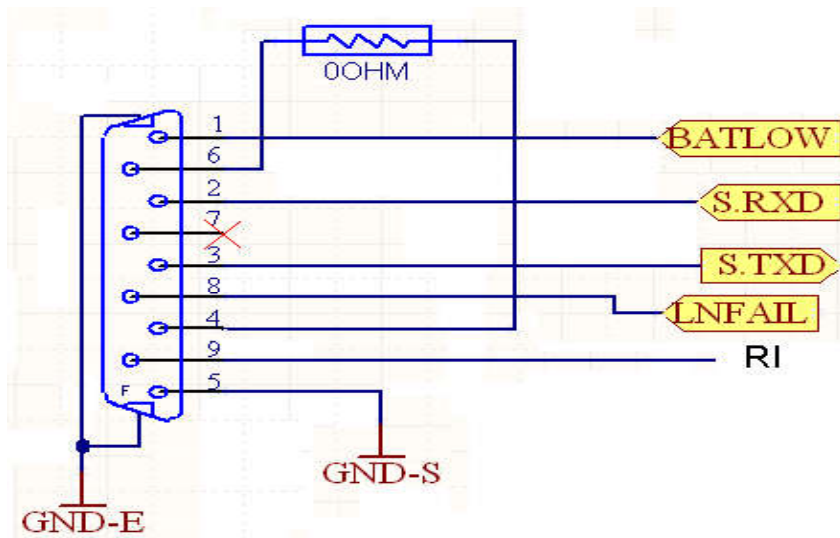 0OHM
1
BATLOW
6
2
S.RXD
7
3
S.TXD
8
LNFAIL
4
9
RI
F
5
GND-S
GND-E